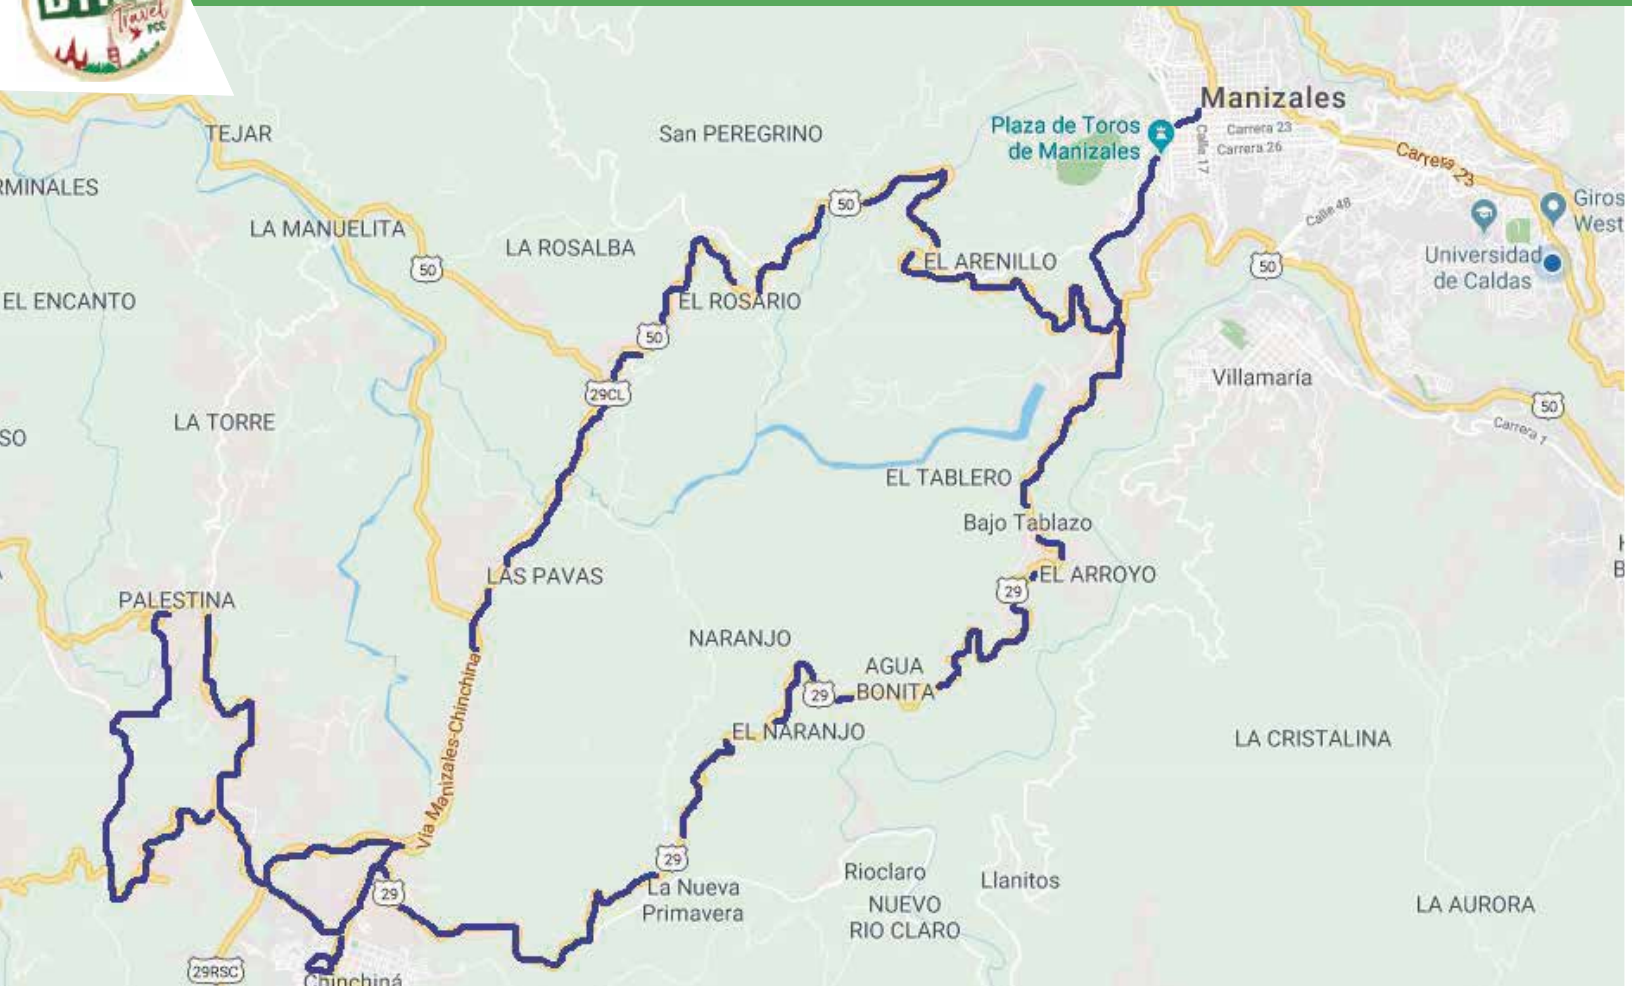 Travel
PCC
Manizales
Plaza de Toros
de Manizales
Carrera 23
Carrera 26
Calle 17
Carrera 23
TEJAR
San PEREGRINO
Calle 48
Giros
West
RMINALES
50
LA MANUELITA
LA ROSALBA
EL ARENILLO
Universidad
de Caldas
50
50
EL ENCANTO
EL ROSARIO
50
Villamaría
29CL
50
LA TORRE
SO
Carrera 1
EL TABLERO
Bajo Tablazo
LAS PAVAS
EL ARROYO
29
PALESTINA
NARANJO
AGUA
BONITA
29
Vía Manizales-Chinchina
EL NARANJO
LA CRISTALINA
29
La Nueva
Primavera
Rioclaro
Llanitos
29
NUEVO
RIO CLARO
LA AURORA
29RSC
Chinchiná